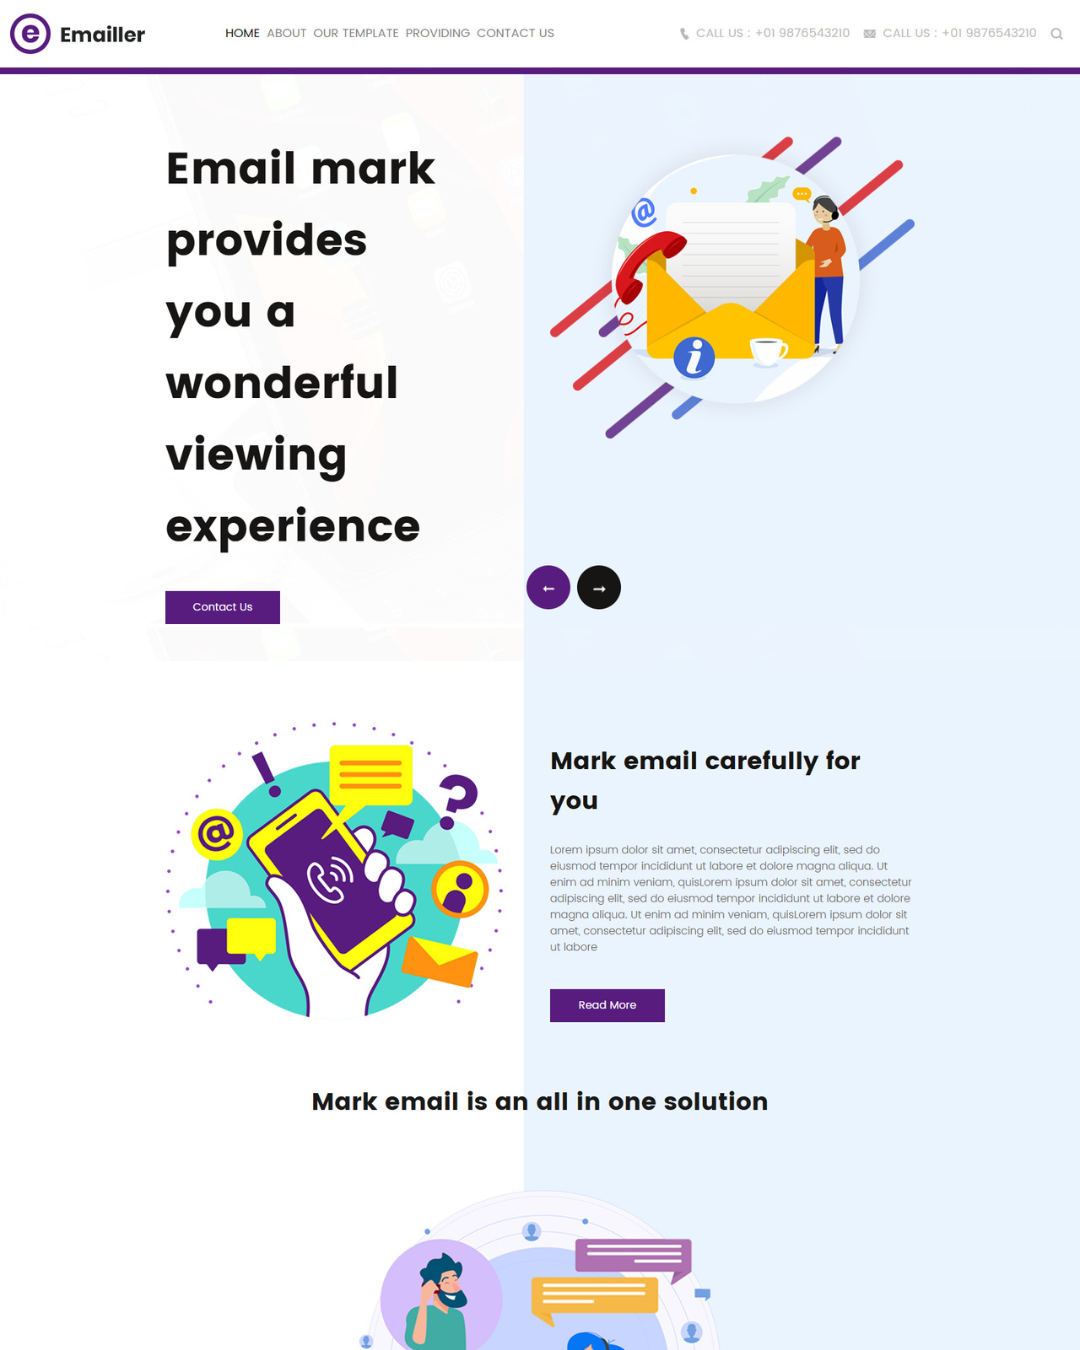 e Emailler
HOME ABOUT OUR TEMPLATE PROVIDING CONTACT US
CALL US : +01 9876543210 CALL US : +01 9876543210
Email mark
provides
you a
wonderful
viewing
experience
@
i
Contact Us
← →
! ?
@
Mark email carefully for
you
Lorem ipsum dolor sit amet, consectetur adipiscing elit, sed do
eiusmod tempor incididunt ut labore et dolore magna aliqua. Ut
enim ad minim veniam, quisLorem ipsum dolor sit amet, consectetur
adipiscing elit, sed do eiusmod tempor incididunt ut labore et dolore
magna aliqua. Ut enim ad minim veniam, quisLorem ipsum dolor sit
amet, consectetur adipiscing elit, sed do eiusmod tempor incididunt
ut labore
Read More
Mark email is an all in one solution